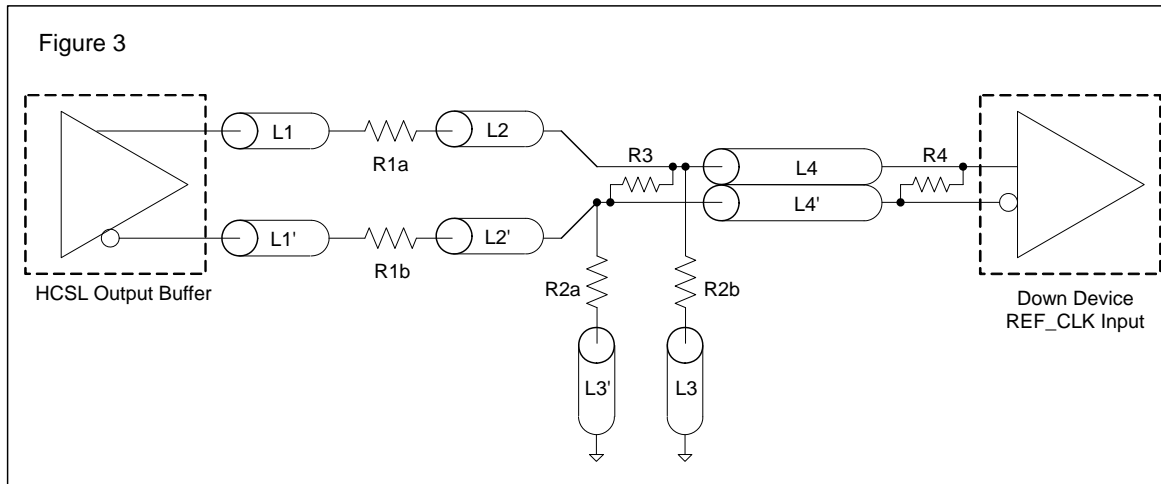 Figure 3
L1
R1a
L2
R3
L4
R4
L4'
L1'
R1b
L2'
HCSL Output Buffer
R2a
R2b
Down Device
REF_CLK Input
L3'
L3